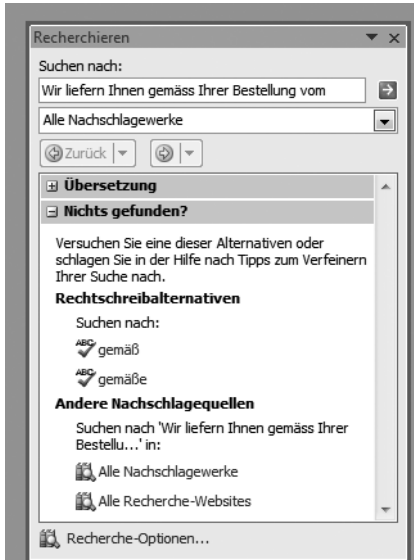 Recherchieren
Suchen nach:
Wir liefern Ihnen gemäss Ihrer Bestellung vom
Alle Nachschlagewerke
Zurück
Übersetzung
Nichts gefunden?
Versuchen Sie eine dieser Alternativen oder
schlagen Sie in der Hilfe nach Tipps zum Verfeinern
Ihrer Suche nach.
Rechtschreibalternativen
Suchen nach:
ABC gemäß
ABC gemäße
Andere Nachschlagequellen
Suchen nach 'Wir liefern Ihnen gemäss Ihrer
Bestellu...' in:
Alle Nachschlagewerke
Alle Recherche-Websites
Recherche-Optionen...